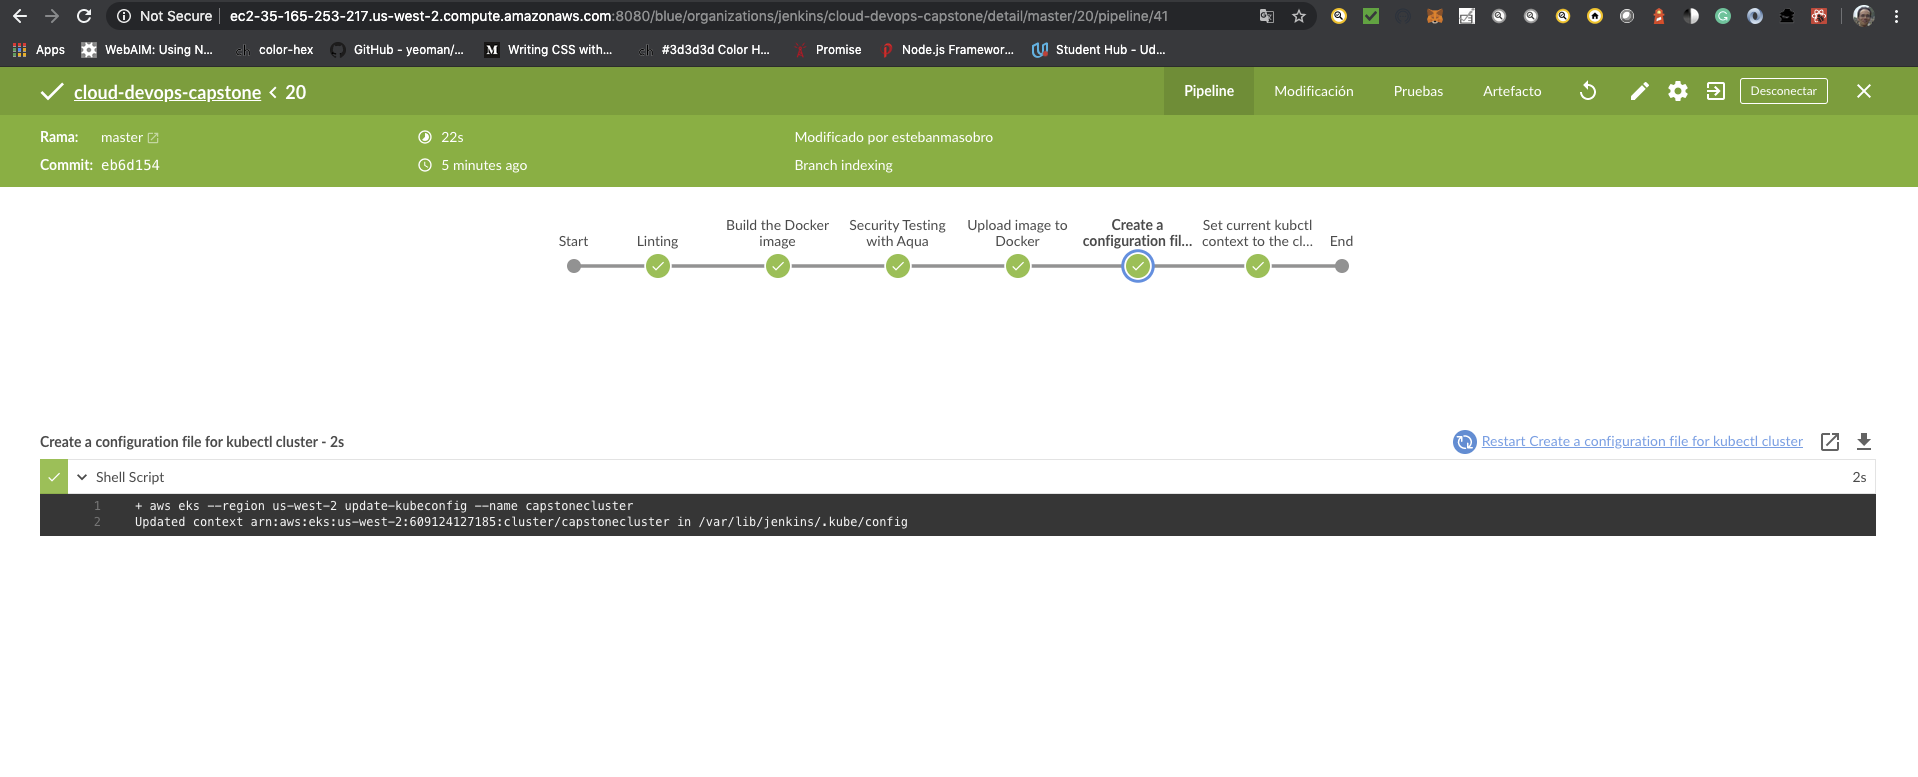 Not Secure | ec2-35-165-253-217.us-west-2.compute.amazonaws.com:8080/blue/organizations/jenkins/cloud-devops-capstone/detail/master/20/pipeline/41
Apps WebAIM: Using N... color-hex GitHub - yeoman/... Writing CSS with... #3d3d3d Color H... Promise Node.js Framewor... Student Hub - Ud...
cloud-devops-capstone < 20 Pipeline Modificación Pruebas Artefacto Desconectar
Rama: master 22s Modificado por estebanmasobro
Commit: eb6d154 5 minutes ago Branch indexing
Start
Linting
Build the Docker
image
Security Testing
with Aqua
Upload image to
Docker
Create a
configuration fil...
Set current kubctl
context to the cl...
End
Create a configuration file for kubectl cluster - 2s Restart Create a configuration file for kubectl cluster
Shell Script 2s
1 + aws eks --region us-west-2 update-kubeconfig --name capstonecluster
2 Updated context arn:aws:eks:us-west-2:609124127185:cluster/capstonecluster in /var/lib/jenkins/.kube/config